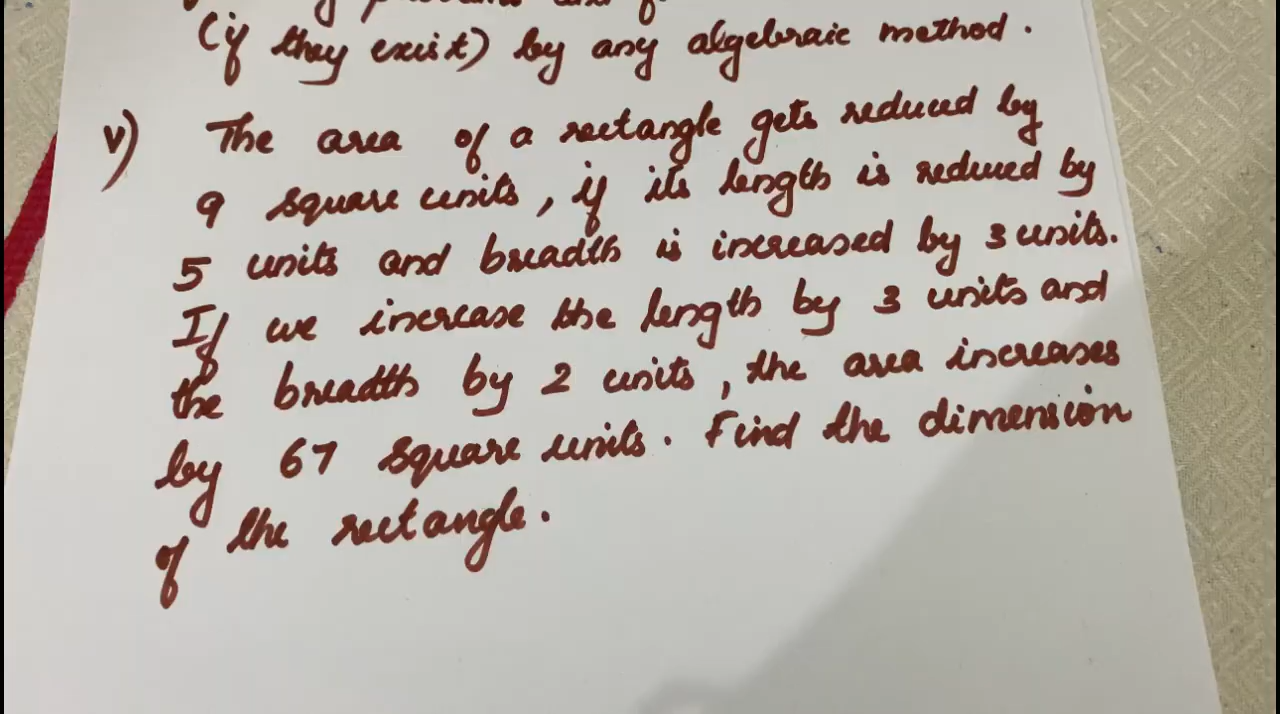 (if they exist) by any algebraic method.
v) The area of a rectangle gets reduced by
9 square units, if its length is reduced by
5 units and breadth is increased by 3 units.
If we increase the length by 3 units and
the breadth by 2 units, the area increases
by 67 square units. Find the dimension
of the rectangle.